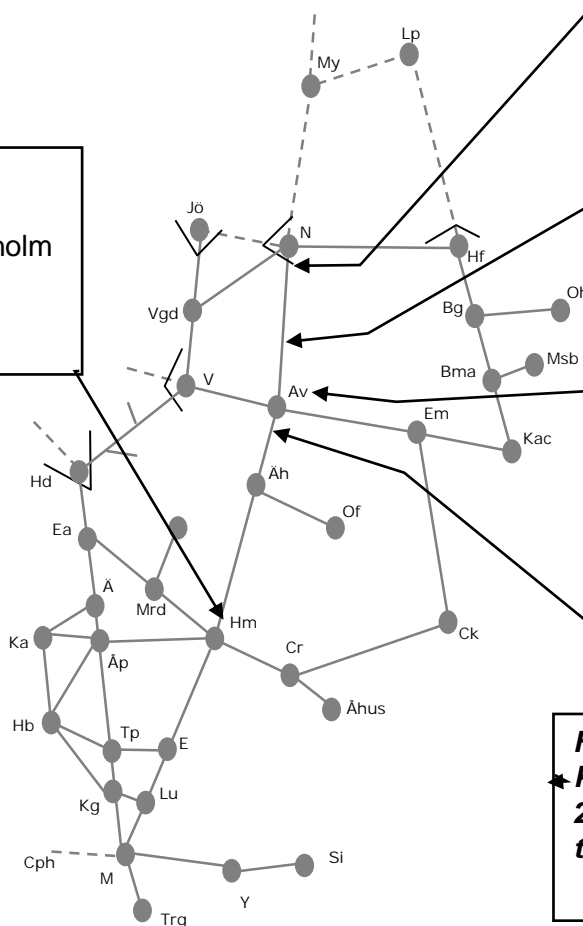 Lp
My
Jö
N
holm
Hf
Vgd
Bg
Oh
V
Bma
Msb
Av
Em
Kac
Hd
Äh
Of
Ea
Ä
Mrd
Hm
Ka
Åp
Cr
Ck
Åhus
Hb
Tp
E
Kg
Lu
Cph
M
Si
Y
Trg